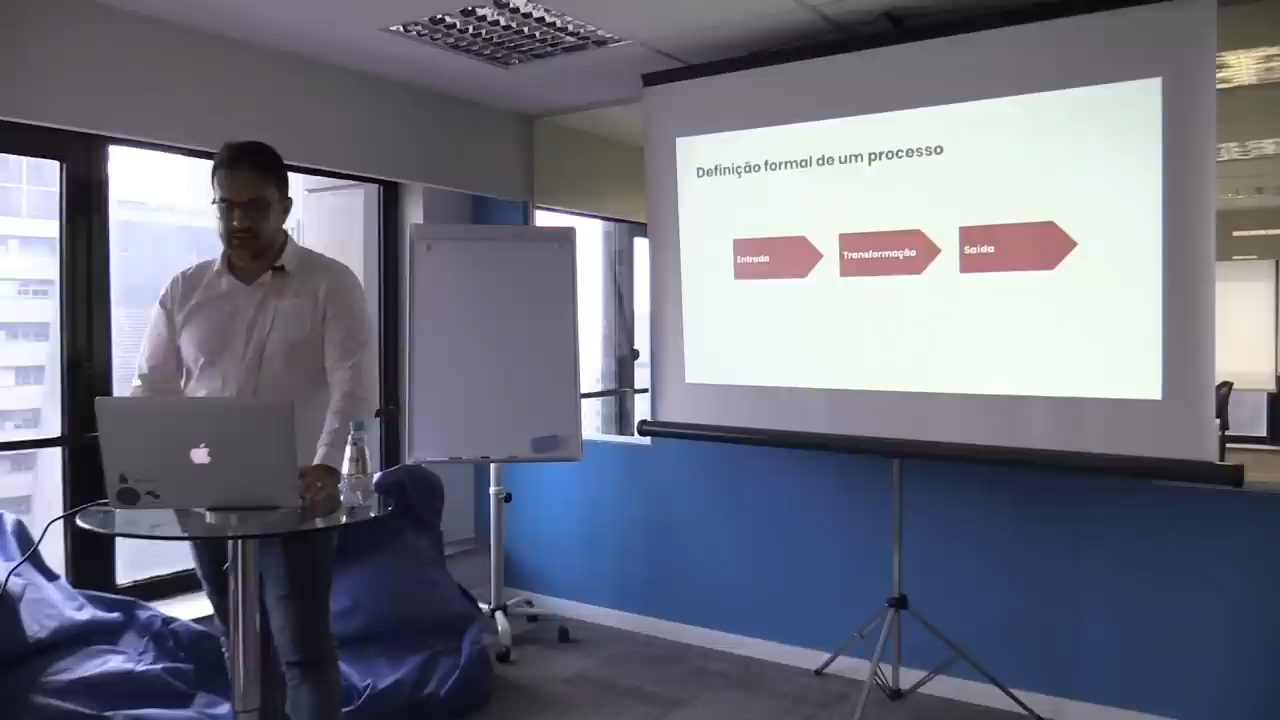 Definição formal de um processo
Entrada
Transformação
Saída